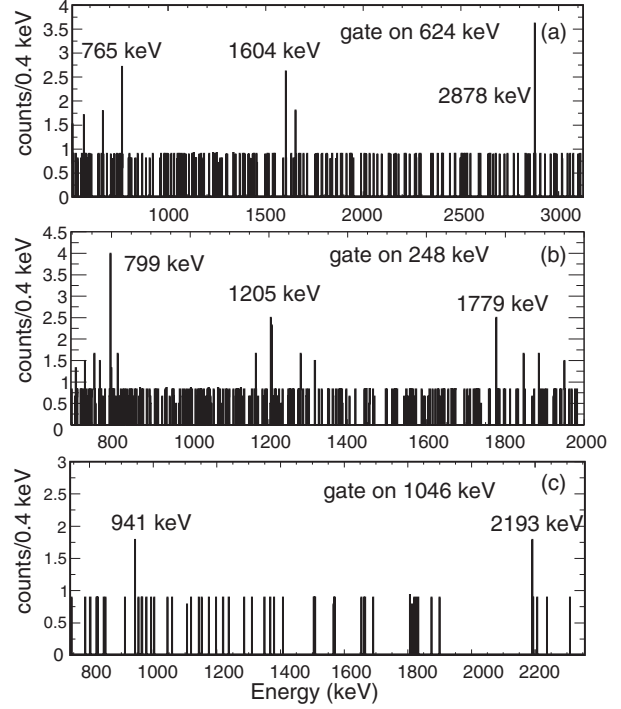 4
3.5
3
2.5
2
1.5
1
0.5
0
counts/0.4 keV
gate on 624 keV
(a)
765 keV
1604 keV
2878 keV
1000
1500
2000
2500
3000
4.5
4
3.5
3
2.5
2
1.5
1
0.5
0
counts/0.4 keV
gate on 248 keV
(b)
799 keV
1205 keV
1779 keV
800
1000
1200
1400
1600
1800
2000
3
2.5
2
1.5
1
0.5
0
counts/0.4 keV
gate on 1046 keV
(c)
941 keV
2193 keV
800
1000
1200
1400
1600
1800
2000
2200
Energy (keV)